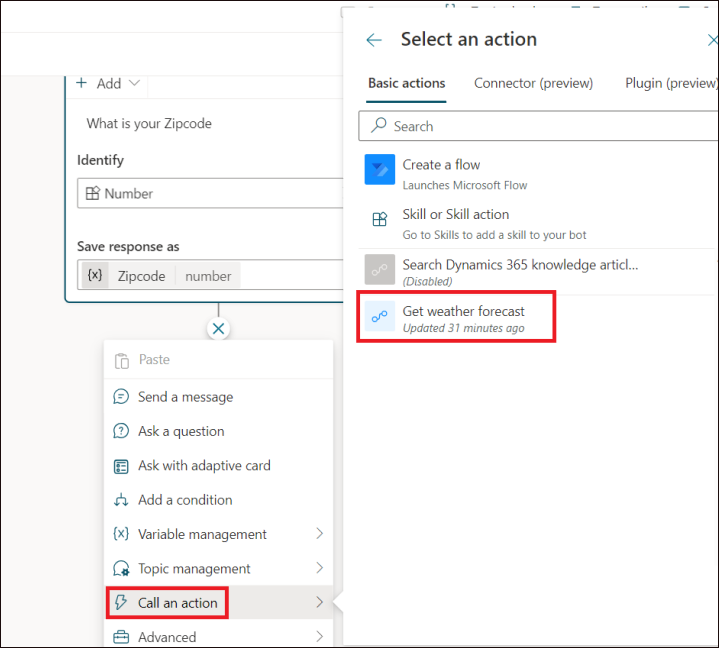 Add
What is your Zipcode
Identify
Number
Save response as
{x} Zipcode number
Paste
Send a message
Ask a question
Ask with adaptive card
Add a condition
{x} Variable management
Topic management
Call an action
Advanced
Select an action
Basic actions Connector (preview) Plugin (preview)
Search
Create a flow
Launches Microsoft Flow
Skill or Skill action
Go to Skills to add a skill to your bot
Search Dynamics 365 knowledge articl...
(Disabled)
Get weather forecast
Updated 31 minutes ago